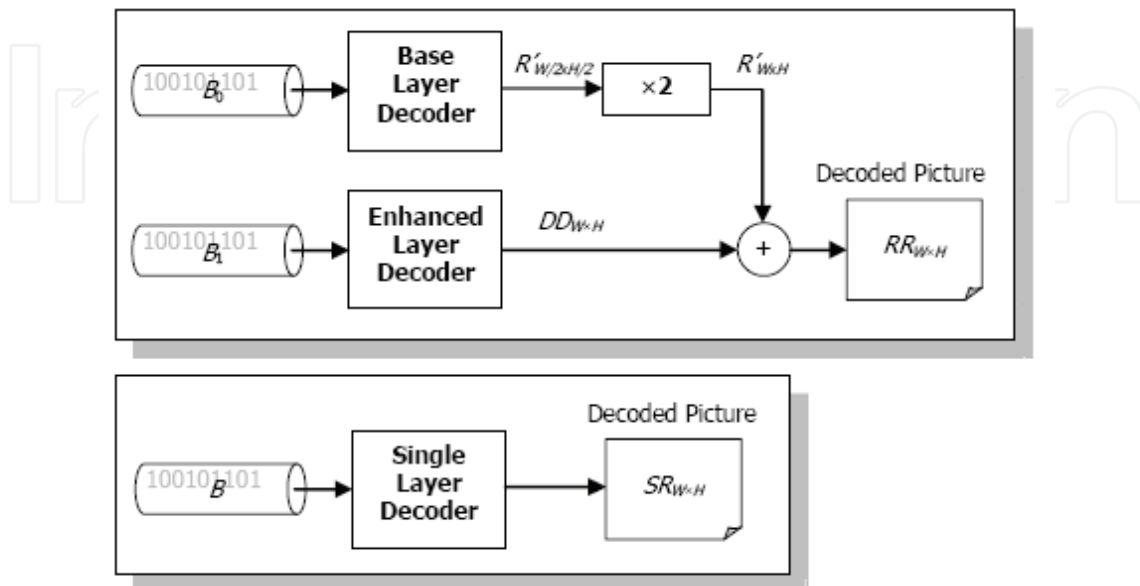 100101101
B₀
Base
Layer
Decoder
R′W/2xH/2
×2
R′WxH
Decoded Picture
100101101
B₁
Enhanced
Layer
Decoder
DDW×H
+
RRW×H
Decoded Picture
100101101
B
Single
Layer
Decoder
SRW×H